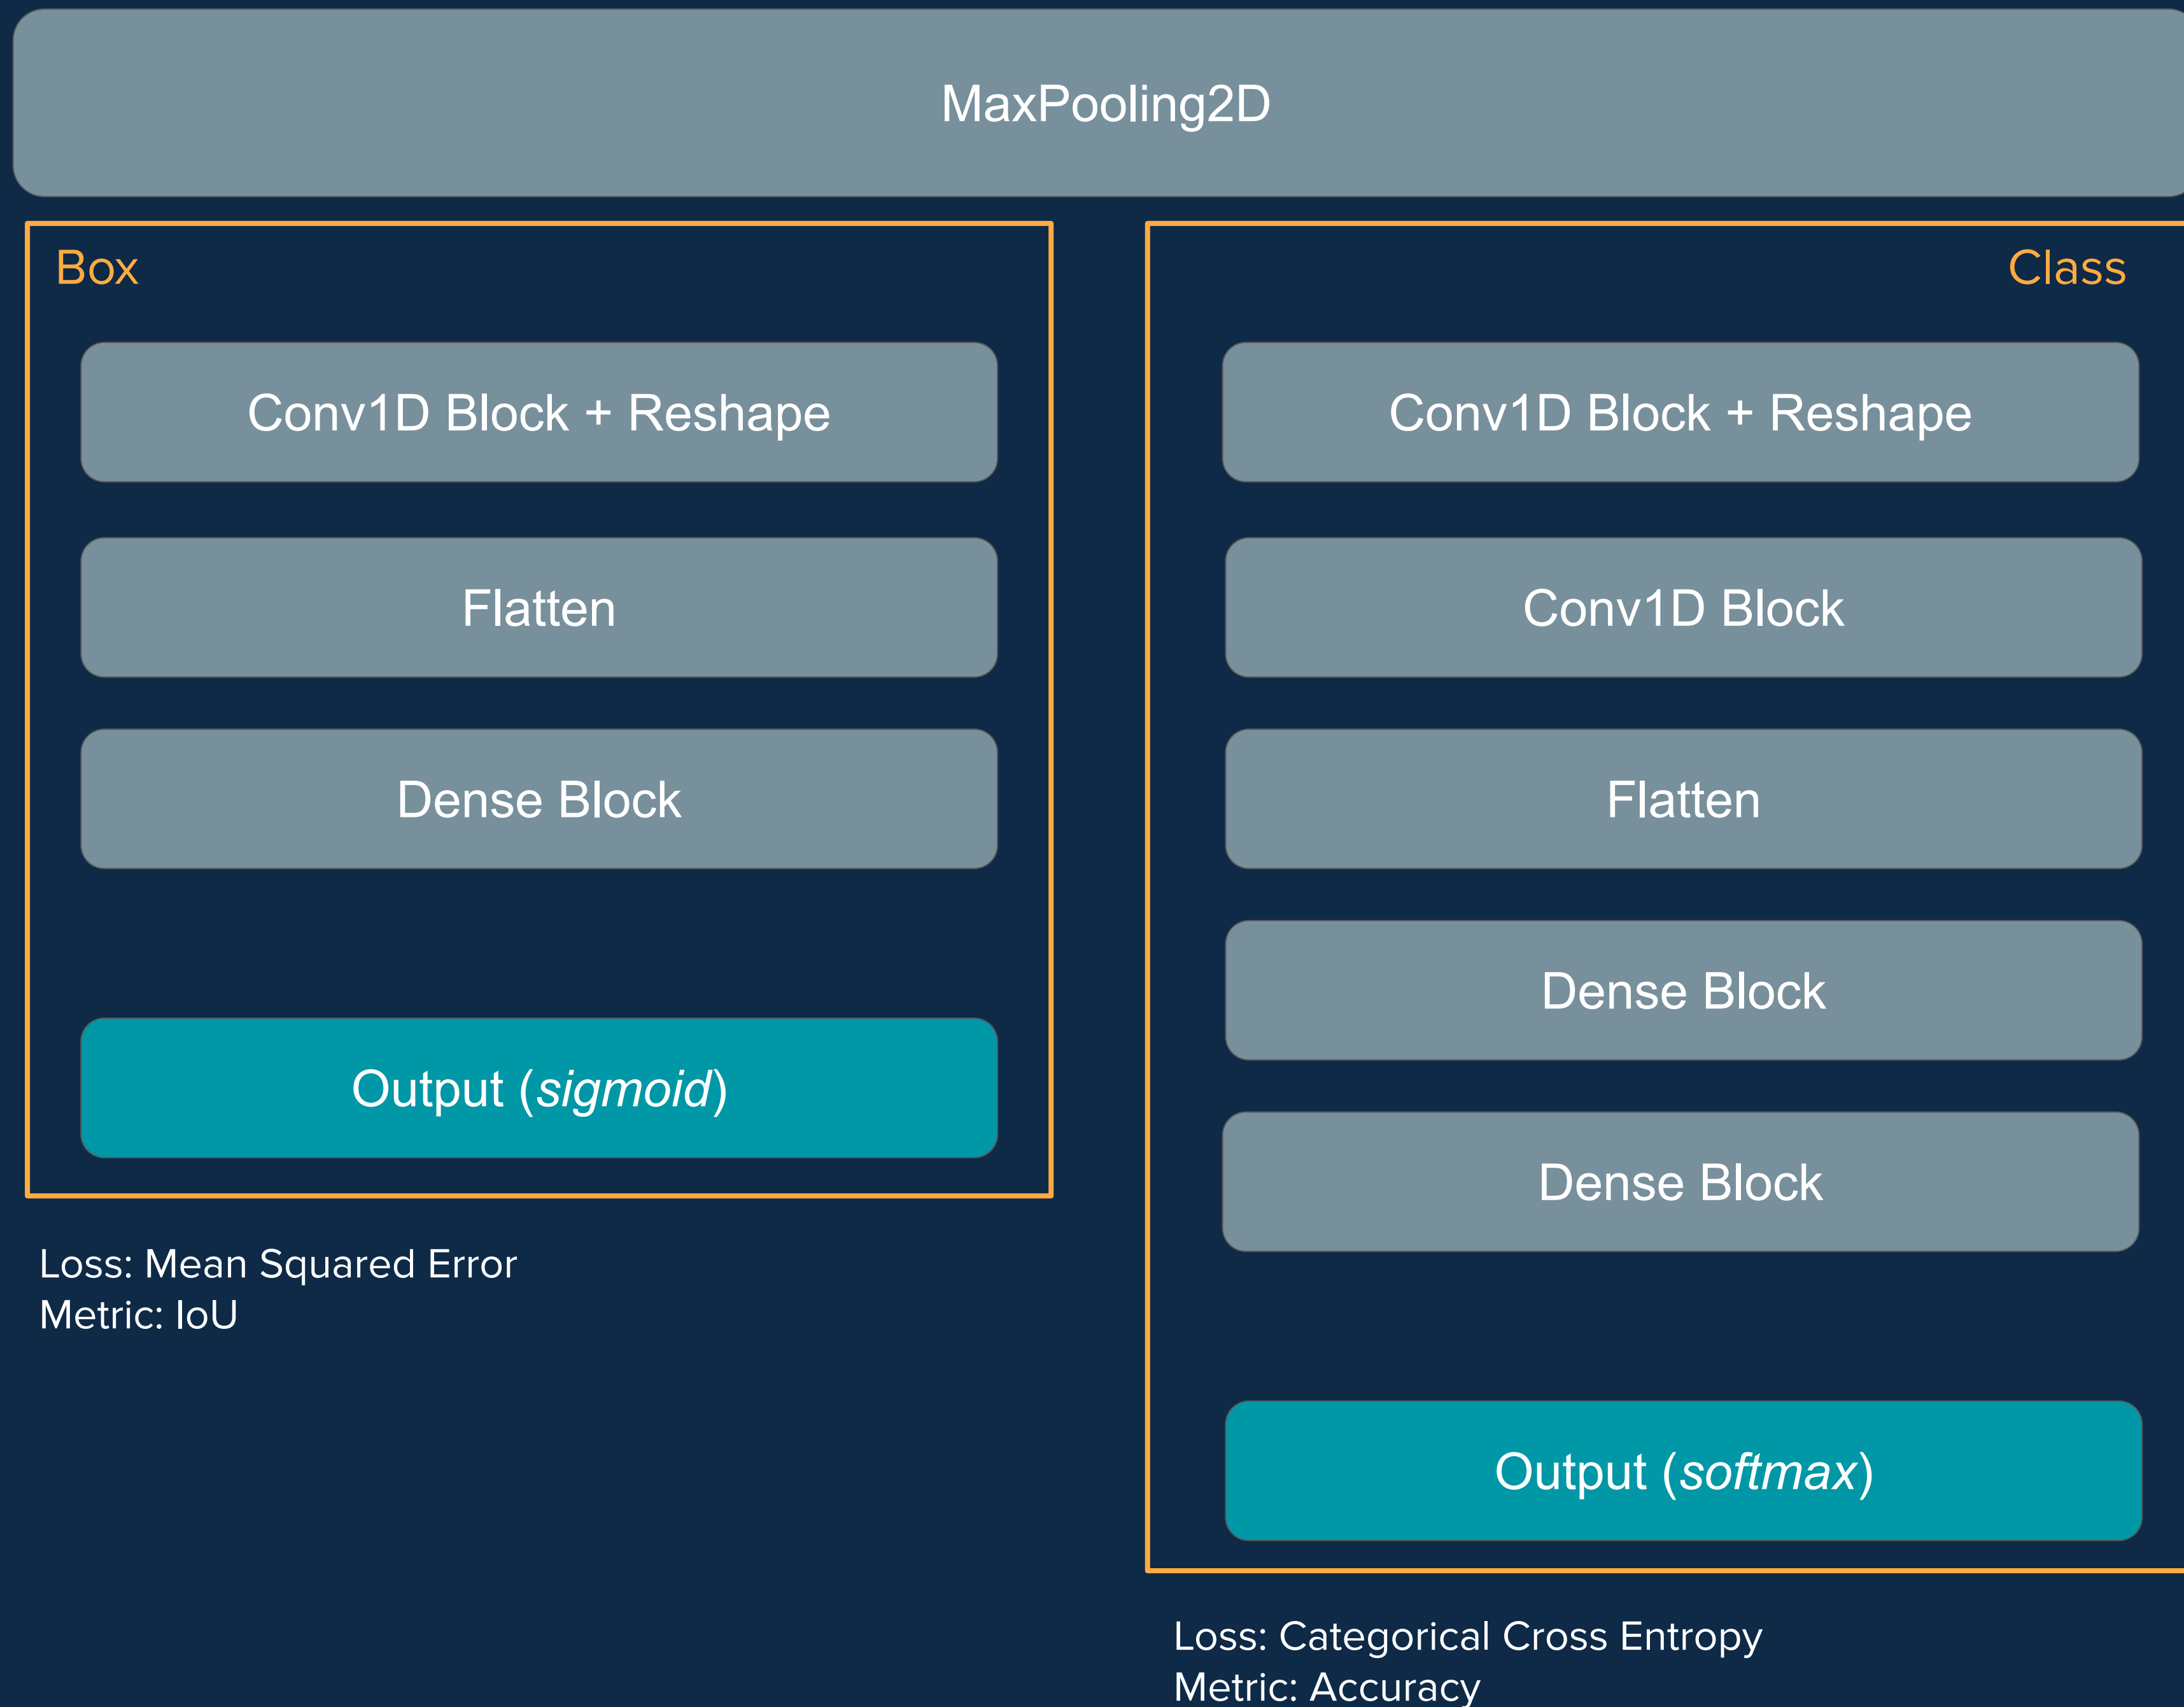 MaxPooling2D
Box
Conv1D Block + Reshape
Flatten
Dense Block
Output (sigmoid)
Loss: Mean Squared Error
Metric: IoU
Class
Conv1D Block + Reshape
Conv1D Block
Flatten
Dense Block
Dense Block
Output (softmax)
Loss: Categorical Cross Entropy
Metric: Accuracy